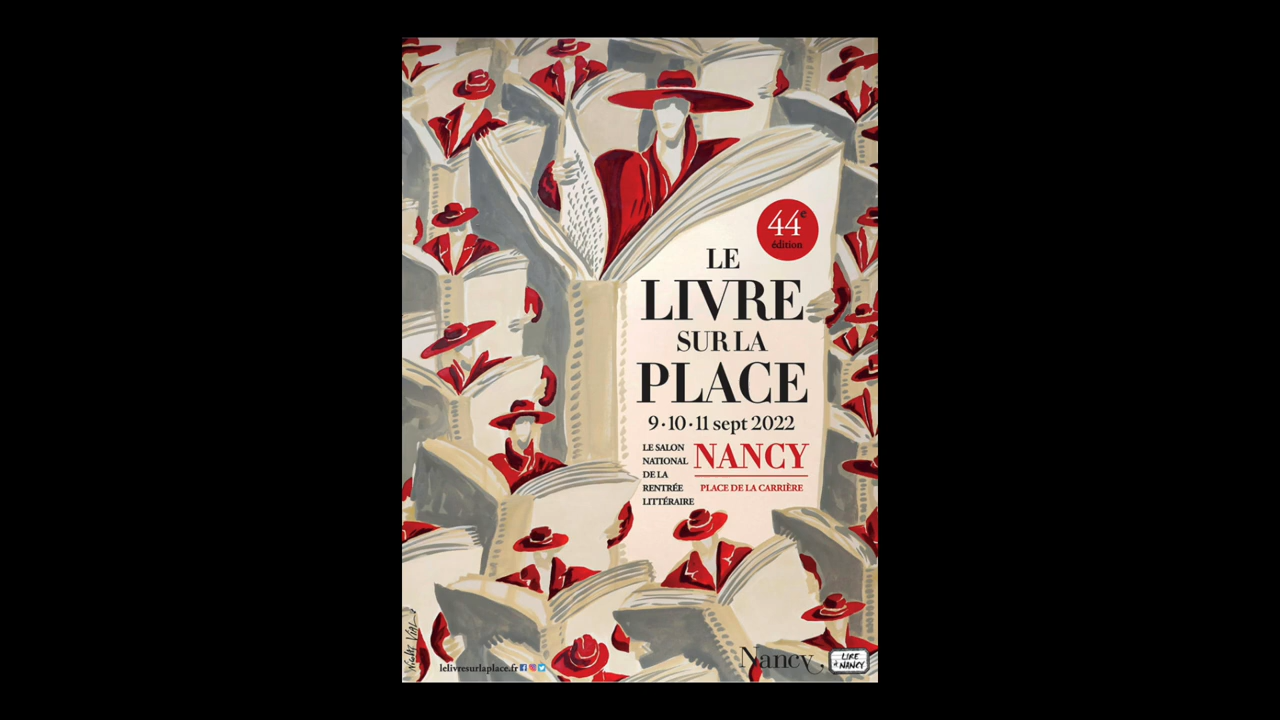 44e
édition
LE
LIVRE
SUR LA
PLACE
9 · 10 · 11 sept 2022
LE SALON
NATIONAL
DE LA
RENTRÉE
LITTÉRAIRE
NANCY
PLACE DE LA CARRIÈRE
lelivresurlaplace.fr
Nancy,
LIRE
à NANCY